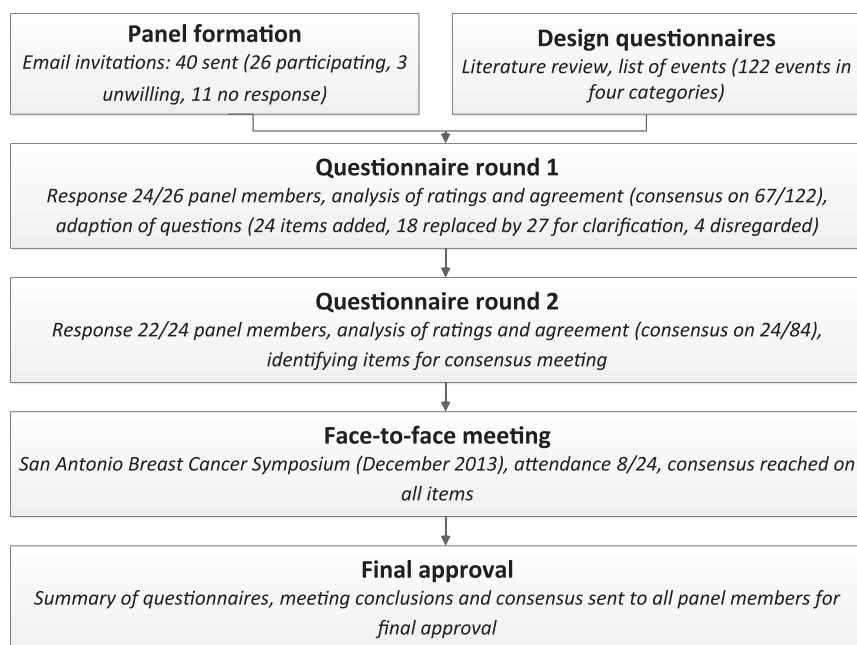 Panel formation
Email invitations: 40 sent (26 participating, 3
unwilling, 11 no response)
Design questionnaires
Literature review, list of events (122 events in
four categories)
Questionnaire round 1
Response 24/26 panel members, analysis of ratings and agreement (consensus on 67/122),
adaption of questions (24 items added, 18 replaced by 27 for clarification, 4 disregarded)
Questionnaire round 2
Response 22/24 panel members, analysis of ratings and agreement (consensus on 24/84),
identifying items for consensus meeting
Face-to-face meeting
San Antonio Breast Cancer Symposium (December 2013), attendance 8/24, consensus reached on
all items
Final approval
Summary of questionnaires, meeting conclusions and consensus sent to all panel members for
final approval